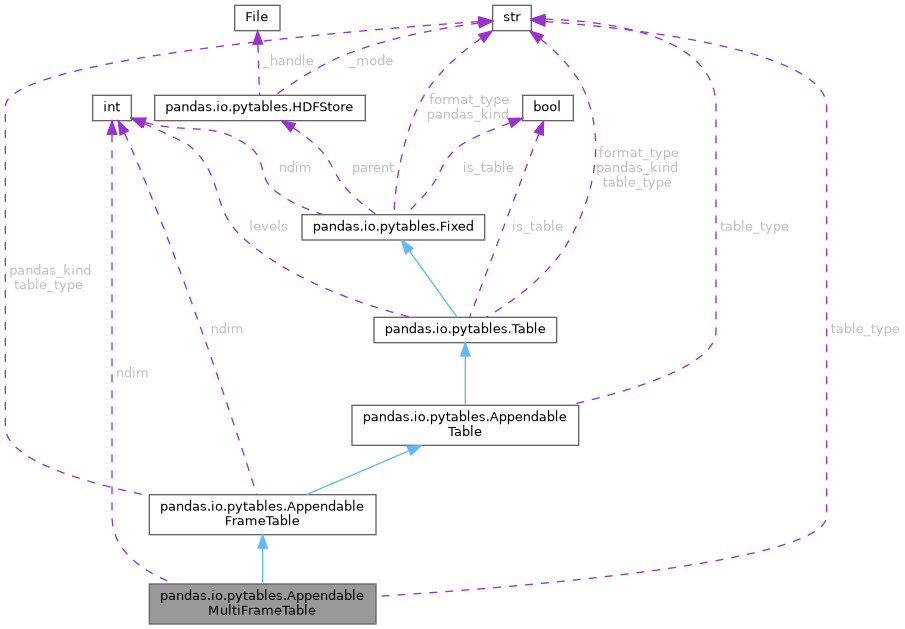 File
str
_handle
_mode
int
pandas.io.pytables.HDFStore
format_type
pandas_kind
bool
ndim
parent
is_table
format_type
pandas_kind
table_type
levels
pandas.io.pytables.Fixed
is_table
table_type
pandas_kind
table_type
ndim
pandas.io.pytables.Table
table_type
ndim
pandas.io.pytables.Appendable
Table
pandas.io.pytables.Appendable
FrameTable
pandas.io.pytables.Appendable
MultiFrameTable